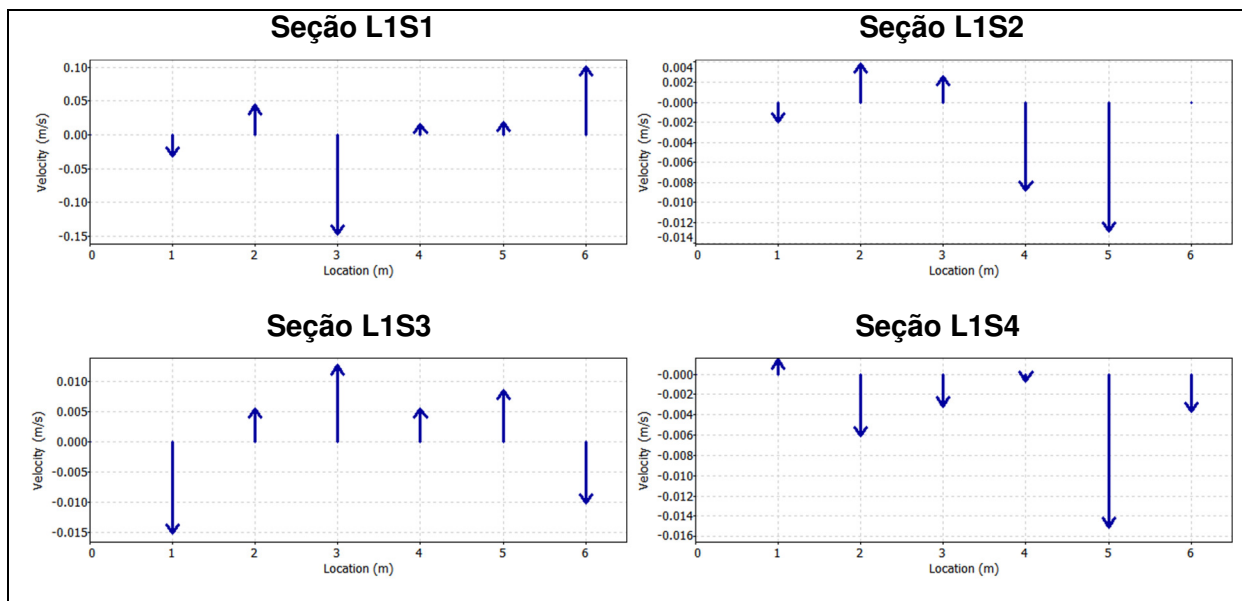 Seção L1S1
0.10
0.05
0.00
-0.05
-0.10
-0.15
Velocity (m/s)
0 1 2 3 4 5 6
Location (m)
Seção L1S2
0.004
0.002
-0.000
-0.002
-0.004
-0.006
-0.008
-0.010
-0.012
-0.014
Velocity (m/s)
0 1 2 3 4 5 6
Location (m)
Seção L1S3
0.010
0.005
0.000
-0.005
-0.010
-0.015
Velocity (m/s)
0 1 2 3 4 5 6
Location (m)
Seção L1S4
-0.000
-0.002
-0.004
-0.006
-0.008
-0.010
-0.012
-0.014
-0.016
Velocity (m/s)
0 1 2 3 4 5 6
Location (m)